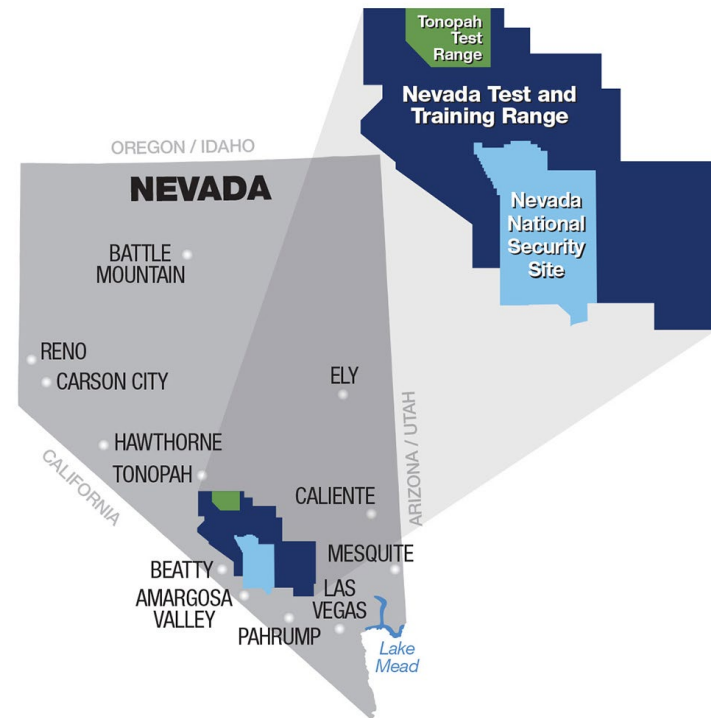 Tonopah
Test
Range
Nevada Test and
Training Range
Nevada
National
Security
Site
OREGON / IDAHO
NEVADA
BATTLE
MOUNTAIN
RENO
CARSON CITY
ELY
HAWTHORNE
TONOPAH
CALIFORNIA
ARIZONA / UTAH
CALIENTE
MESQUITE
BEATTY
AMARGOSA
VALLEY
LAS
VEGAS
PAHRUMP
Lake
Mead